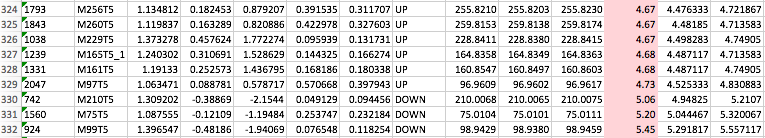 324 1793 M256T5 1.134812 0.182453 0.879207 0.391535 0.311707 UP 255.8210 255.8203 255.8230 4.67 4.476333 4.721867
325 1843 M260T5 1.119837 0.163289 0.820886 0.422978 0.327603 UP 259.8153 259.8138 259.8174 4.67 4.48185 4.713583
326 1038 M229T5 1.373278 0.457624 1.772274 0.095939 0.131731 UP 228.8411 228.8380 228.8415 4.67 4.498283 4.74905
327 1239 M165T5_1 1.240302 0.310691 1.528629 0.144325 0.166274 UP 164.8358 164.8349 164.8363 4.68 4.487117 4.713583
328 1331 M161T5 1.19133 0.252573 1.436795 0.168186 0.180338 UP 160.8547 160.8497 160.8603 4.68 4.487117 4.74905
329 2047 M97T5 1.063471 0.088781 0.578717 0.570668 0.397943 UP 96.9609 96.9602 96.9617 4.73 4.525333 4.830883
330 742 M210T5 1.309202 -0.38869 -2.1544 0.049129 0.094456 DOWN 210.0068 210.0065 210.0075 5.06 4.94825 5.2107
331 1560 M75T5 1.087555 -0.12109 -1.19484 0.253747 0.232184 DOWN 75.0104 75.0101 75.0111 5.20 5.044467 5.320067
332 924 M99T5 1.396547 -0.48186 -1.94069 0.076548 0.118254 DOWN 98.9429 98.9380 98.9459 5.45 5.291817 5.557117